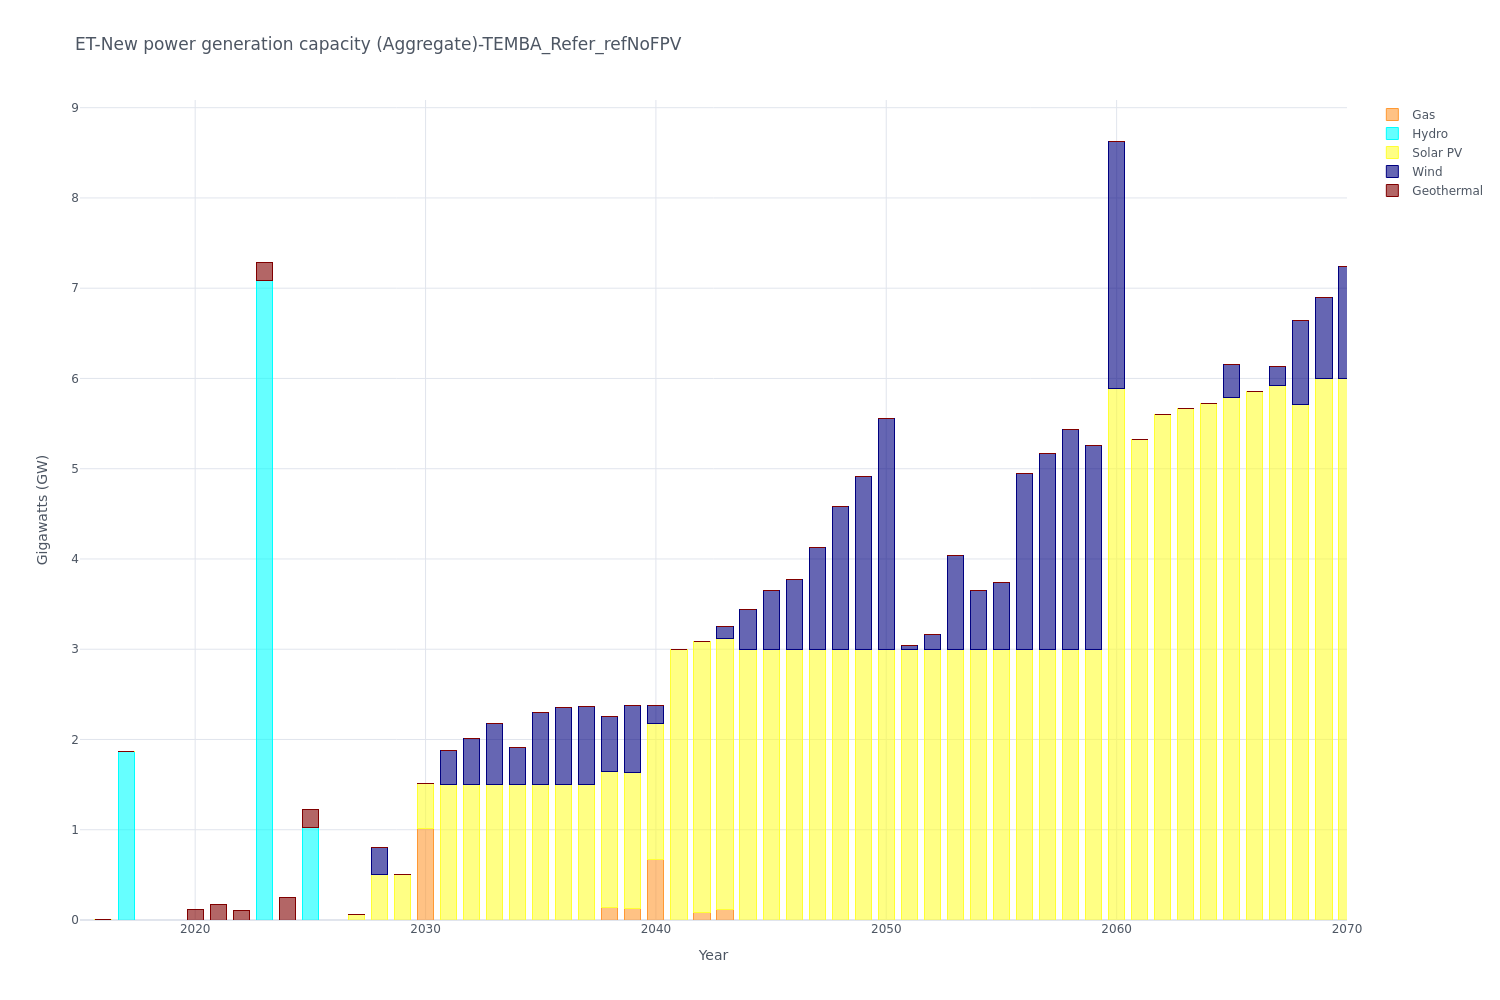 ET-New power generation capacity (Aggregate)-TEMBA_Refer_refNoFPV
9
8
7
6
5
4
3
2
1
0
Gigawatts (GW)
2020
2030
2040
2050
2060
2070
Year
Gas
Hydro
Solar PV
Wind
Geothermal